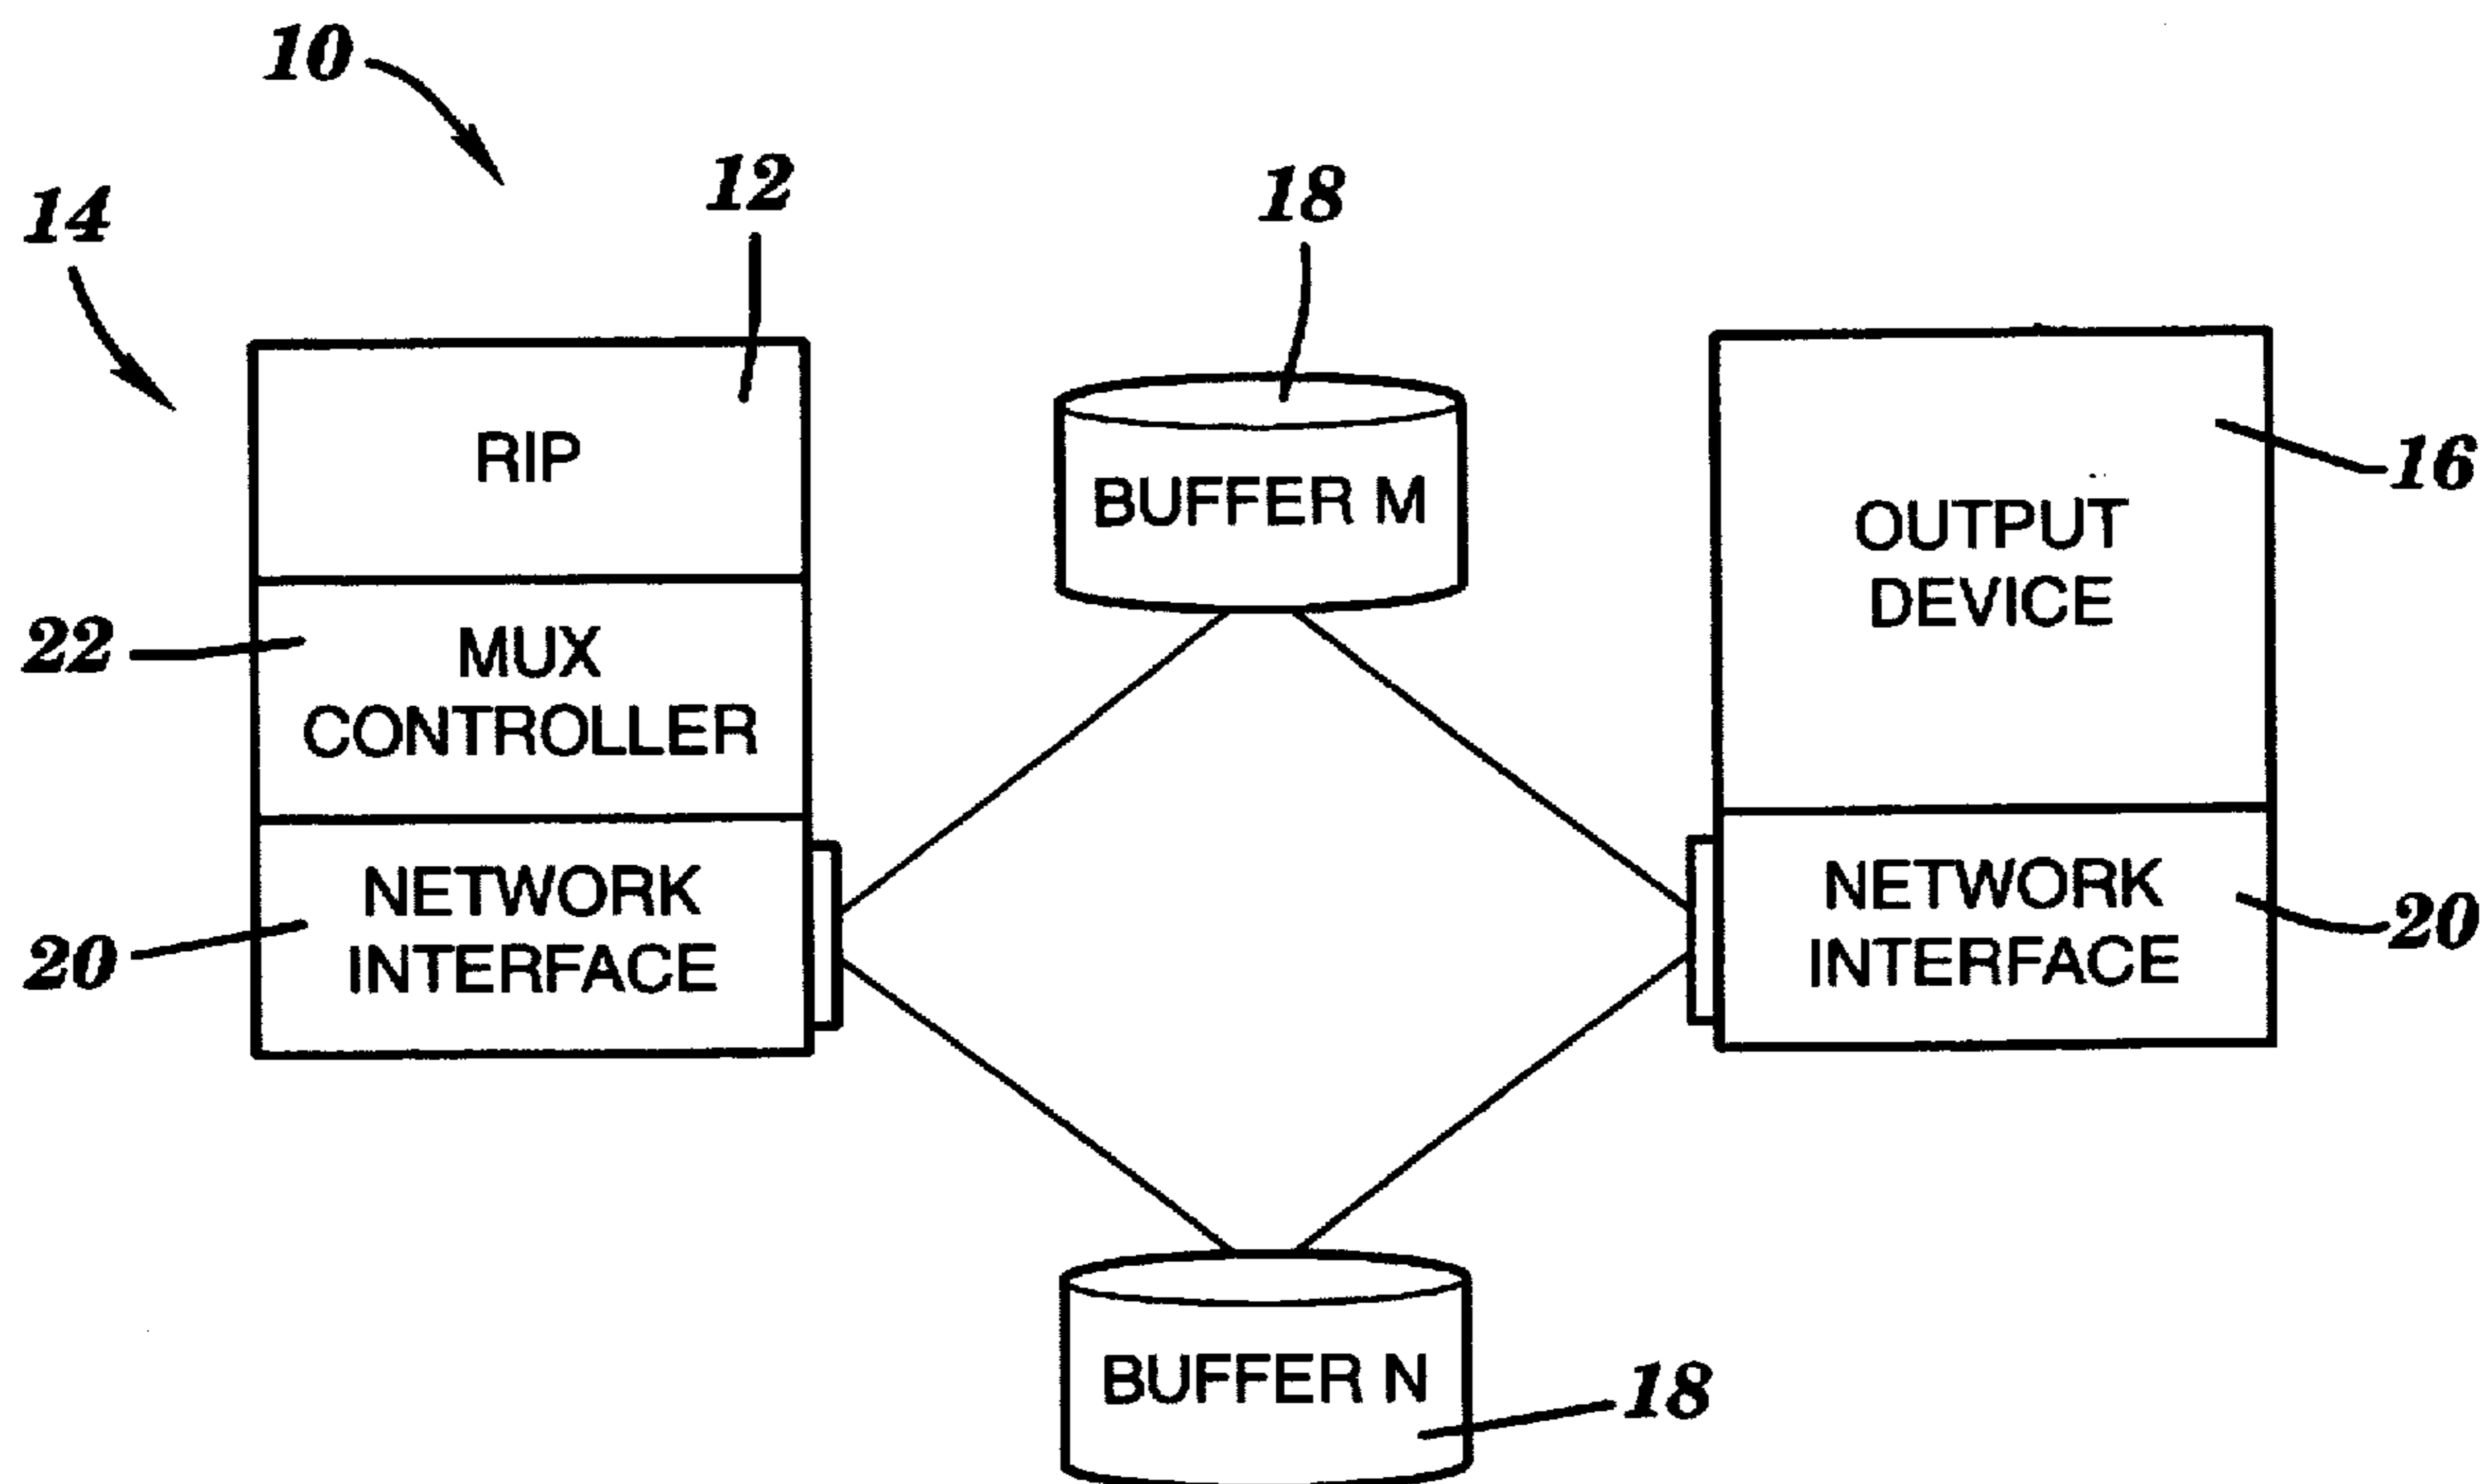 10
12
14
18
RIP
BUFFER M
16
OUTPUT
DEVICE
22
MUX
CONTROLLER
NETWORK
INTERFACE
20
NETWORK
INTERFACE
20
BUFFER N
18